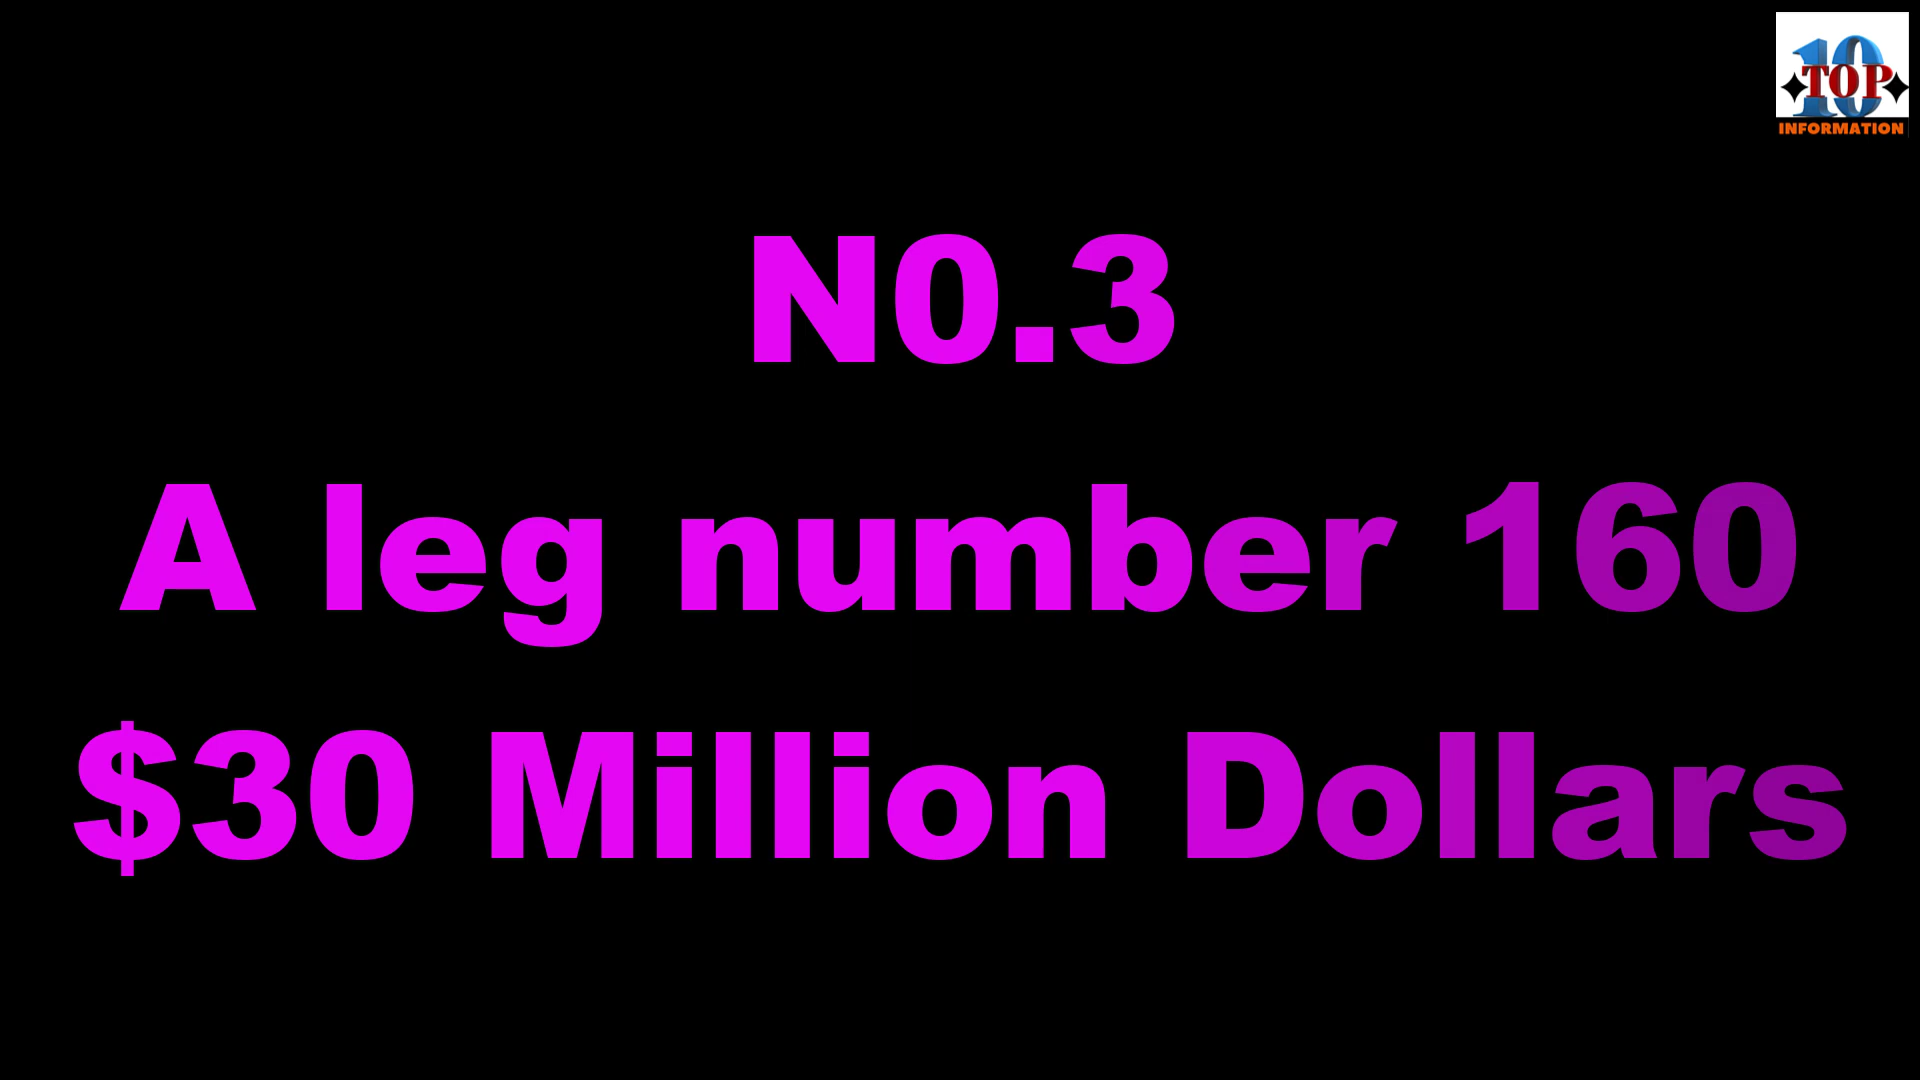 10
TOP
INFORMATION
N0.3
A leg number 160
$30 Million Dollars